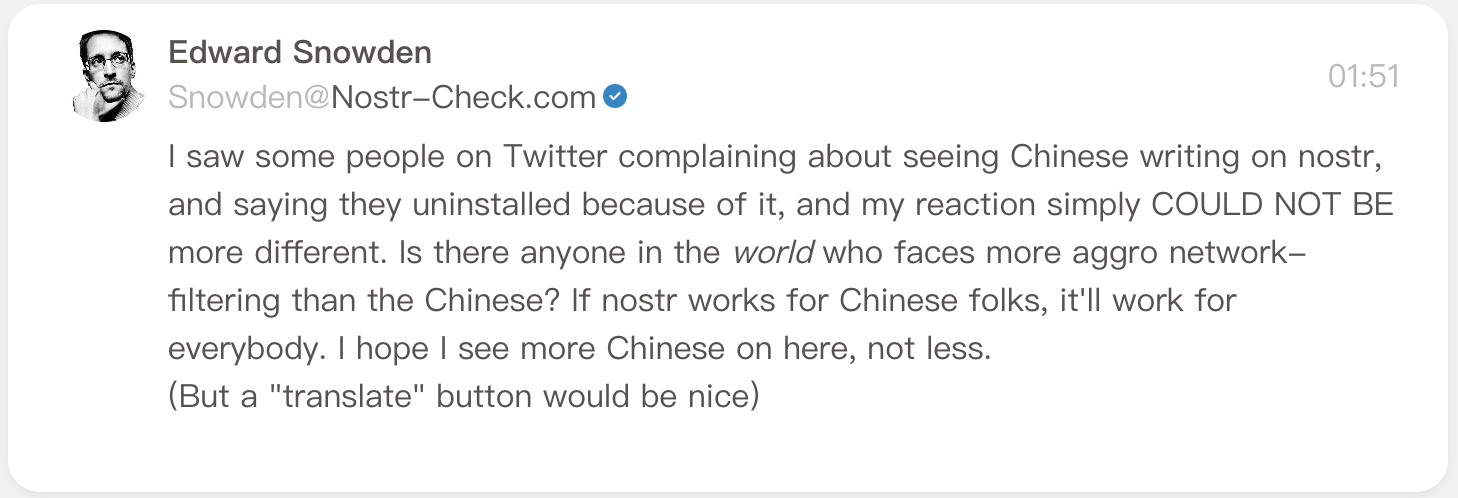 Edward Snowden
Snowden@Nostr-Check.com
01:51
I saw some people on Twitter complaining about seeing Chinese writing on nostr,
and saying they uninstalled because of it, and my reaction simply COULD NOT BE
more different. Is there anyone in the world who faces more aggro network-
filtering than the Chinese? If nostr works for Chinese folks, it'll work for
everybody. I hope I see more Chinese on here, not less.
(But a "translate" button would be nice)